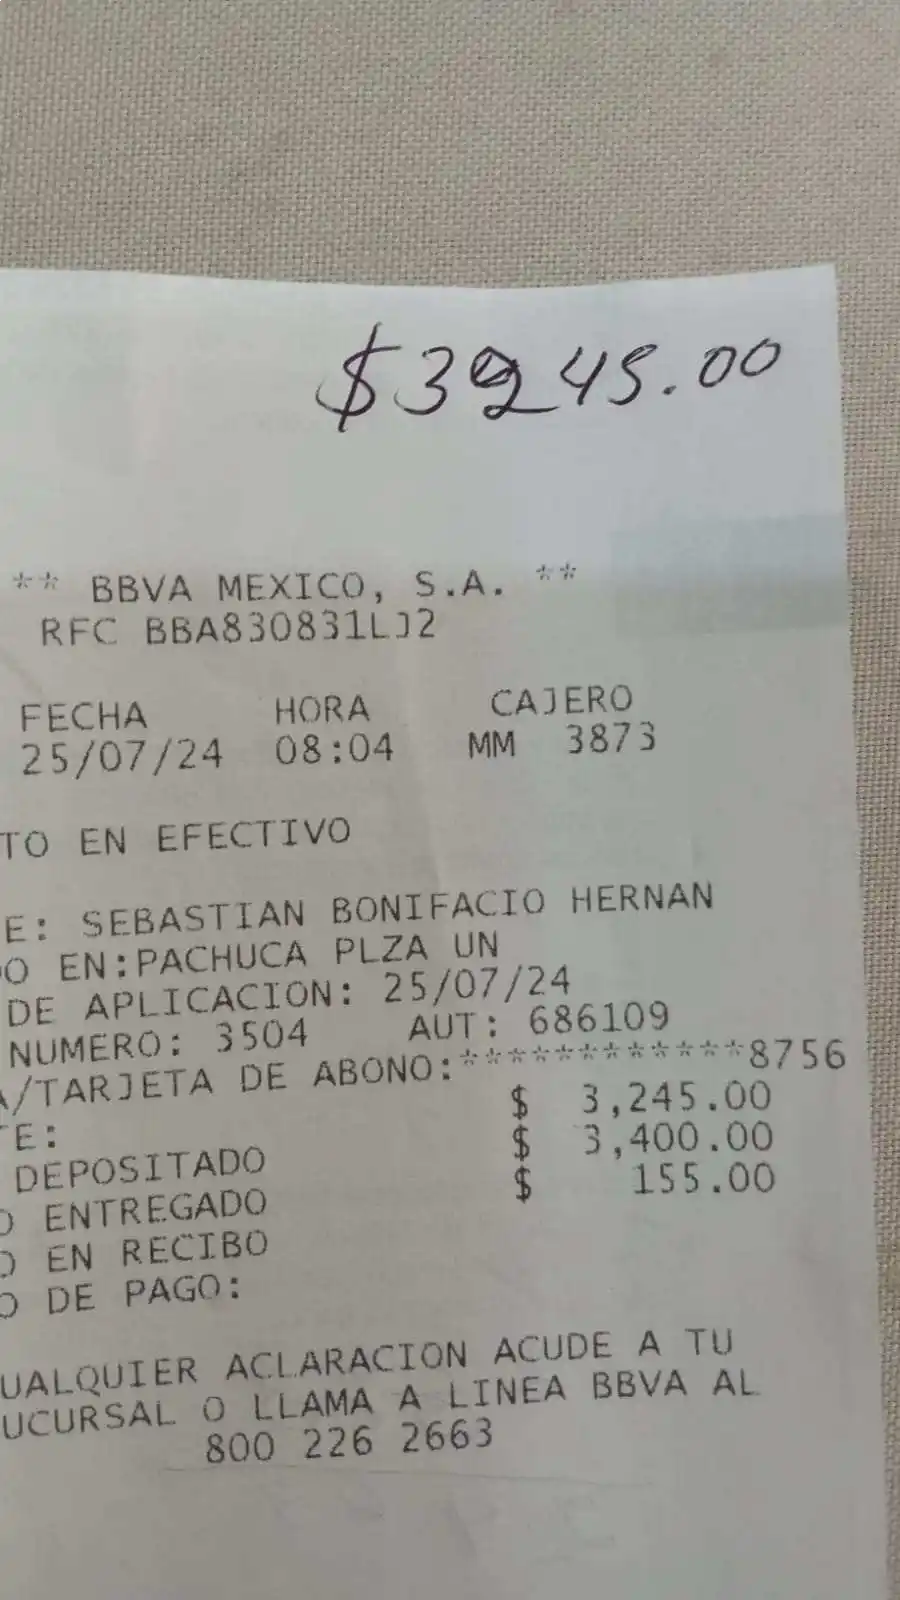 $3245.00
** BBVA MEXICO, S.A. **
RFC BBA830831LJ2
FECHA HORA CAJERO
25/07/24 08:04 MM 3873
TO EN EFECTIVO
E: SEBASTIAN BONIFACIO HERNAN
O EN:PACHUCA PLZA UN
DE APLICACION: 25/07/24
NUMERO: 3504 AUT: 686109
A/TARJETA DE ABONO:************8756
TE: $ 3,245.00
DEPOSITADO $ 3,400.00
O ENTREGADO $ 155.00
O EN RECIBO
O DE PAGO:
UALQUIER ACLARACION ACUDE A TU
UCURSAL O LLAMA A LINEA BBVA AL
800 226 2663